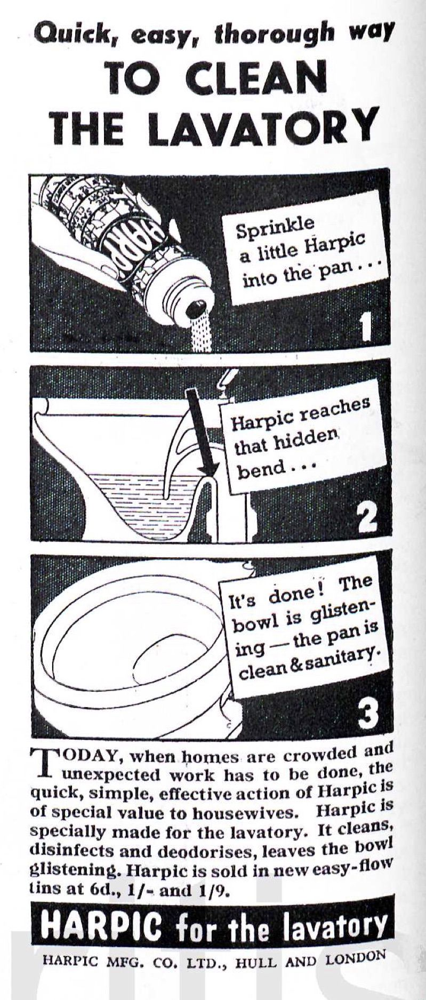 Quick, easy, thorough way
TO CLEAN
THE LAVATORY
HARP
Sprinkle
a little Harpic
into the pan...
1
Harpic reaches
that hidden
bend...
2
It's done! The
bowl is glisten-
ing — the pan is
clean & sanitary.
3
TODAY, when homes are crowded and
unexpected work has to be done, the
quick, simple, effective action of Harpic is
of special value to housewives. Harpic is
specially made for the lavatory. It cleans,
disinfects and deodorises, leaves the bowl
glistening. Harpic is sold in new easy-flow
tins at 6d., 1/- and 1/9.
HARPIC for the lavatory
HARPIC MFG. CO. LTD., HULL AND LONDON